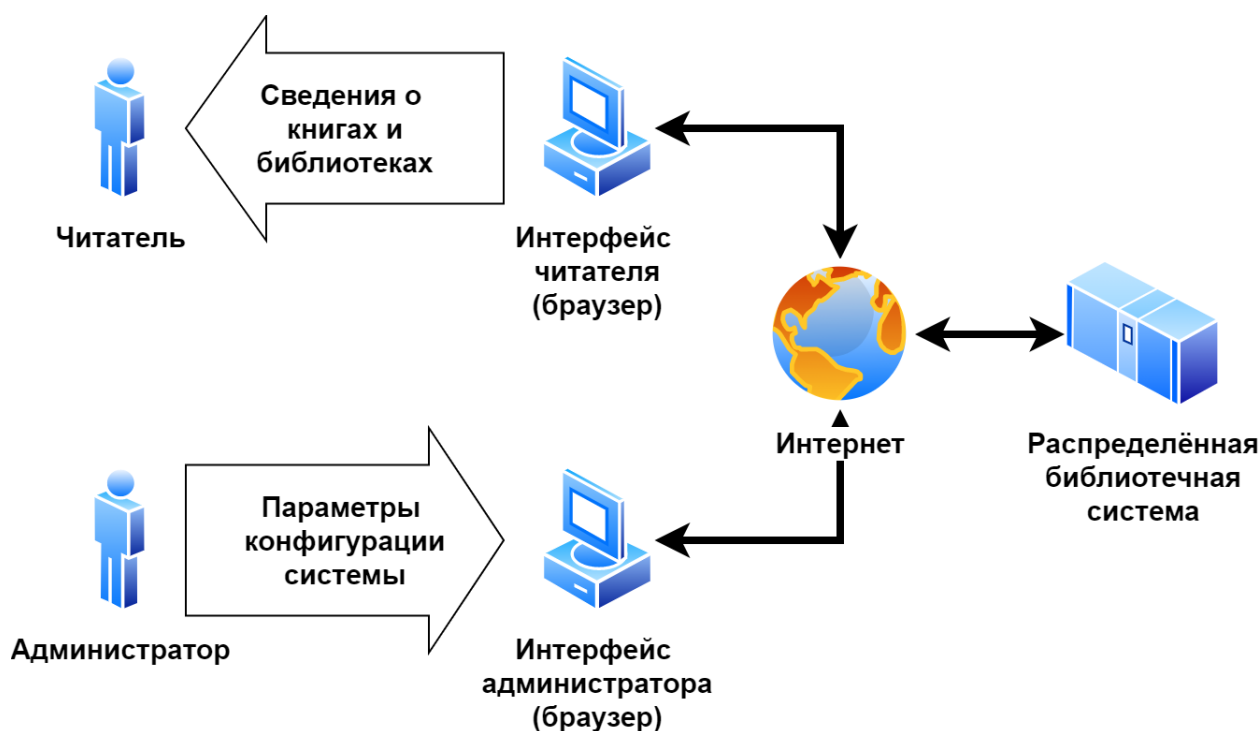 Сведения о
книгах и
библиотеках
Читатель
Интерфейс
читателя
(браузер)
Интернет
Распределённая
библиотечная
система
Параметры
конфигурации
системы
Администратор
Интерфейс
администратора
(браузер)